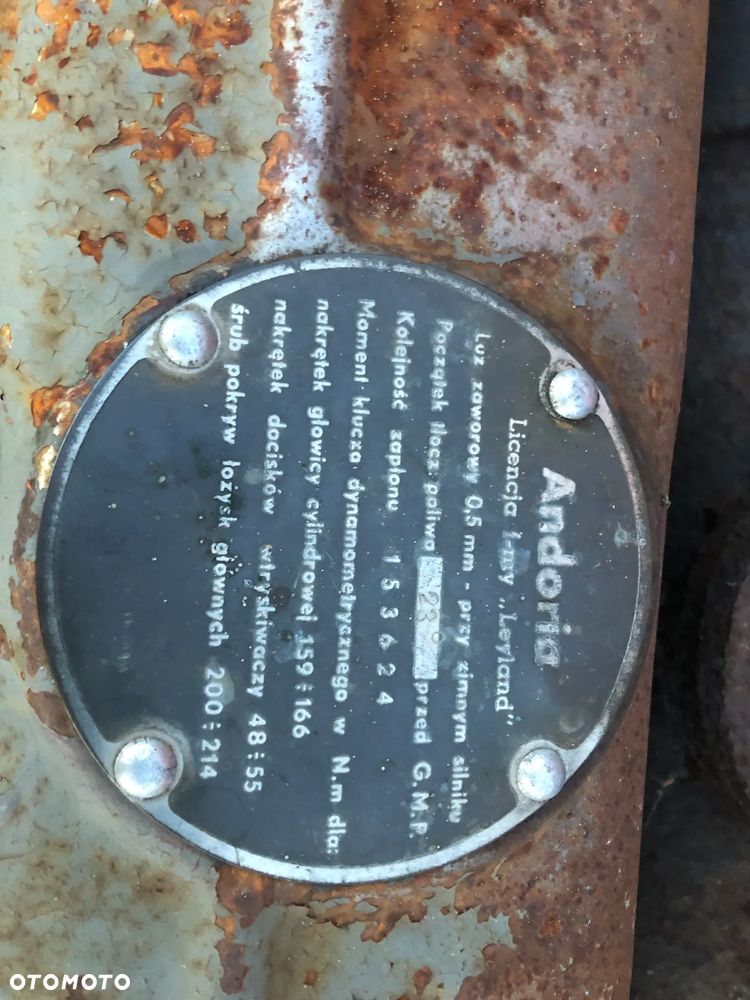 Andoria
Licencja f-my „Leyland”
Luz zaworowy 0,5 mm - przy zimnym silniku
Początek tłocz. paliwa 23° przed G.M.P.
Kolejność zapłonu 1 5 3 6 2 4
Moment klucza dynamometrycznego w N.m dla:
nakrętek głowicy cylindrowej 159÷166
nakrętek docisków wtryskiwaczy 48÷55
śrub pokryw łożysk głównych 200÷214
OTOMOTO